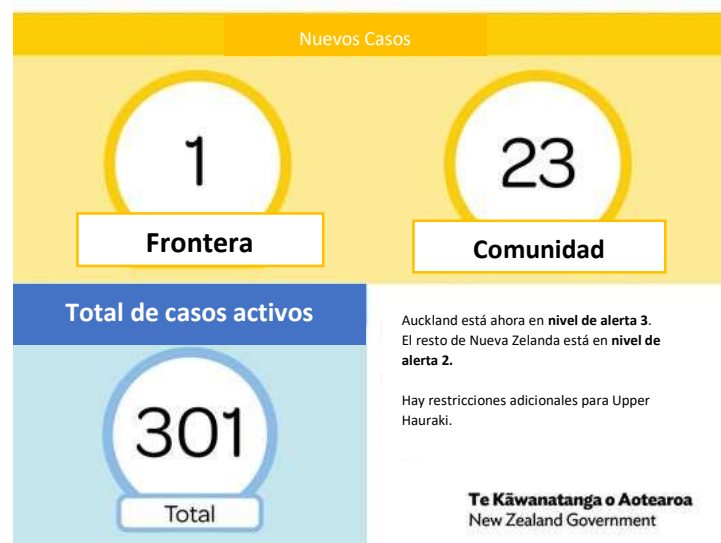 Nuevos Casos
1
23
Frontera
Comunidad
Total de casos activos
301
Total
Auckland está ahora en nivel de alerta 3.
El resto de Nueva Zelanda está en nivel de
alerta 2.
Hay restricciones adicionales para Upper
Hauraki.
Te Kāwanatanga o Aotearoa
New Zealand Government